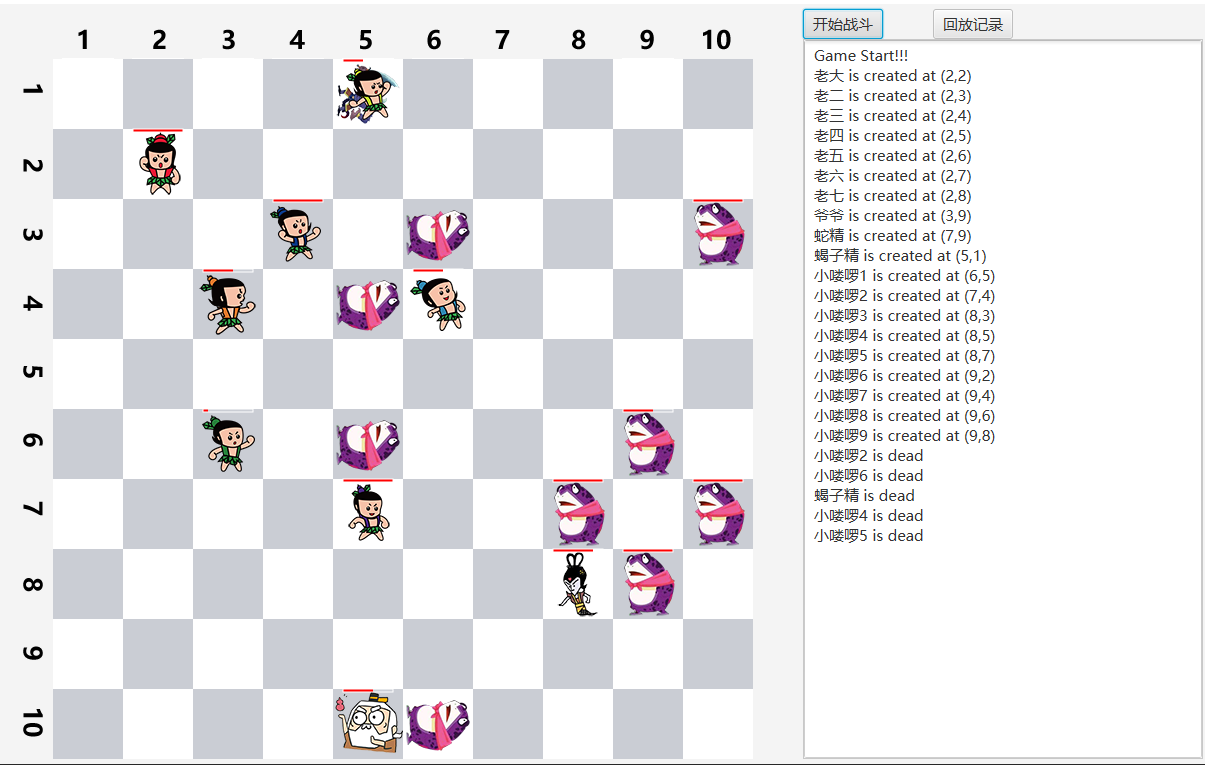 开始战斗 回放记录
1 2 3 4 5 6 7 8 9 10
1
2
3
4
5
6
7
8
9
10
Game Start!!!
老大 is created at (2,2)
老二 is created at (2,3)
老三 is created at (2,4)
老四 is created at (2,5)
老五 is created at (2,6)
老六 is created at (2,7)
老七 is created at (2,8)
爷爷 is created at (3,9)
蛇精 is created at (7,9)
蝎子精 is created at (5,1)
小喽啰1 is created at (6,5)
小喽啰2 is created at (7,4)
小喽啰3 is created at (8,3)
小喽啰4 is created at (8,5)
小喽啰5 is created at (8,7)
小喽啰6 is created at (9,2)
小喽啰7 is created at (9,4)
小喽啰8 is created at (9,6)
小喽啰9 is created at (9,8)
小喽啰2 is dead
小喽啰6 is dead
蝎子精 is dead
小喽啰4 is dead
小喽啰5 is dead